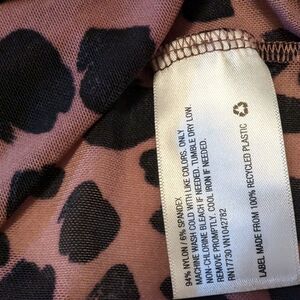 94% NYLON / 6% SPANDEX
MACHINE WASH COLD WITH LIKE COLORS. ONLY
NON-CHLORINE BLEACH IF NEEDED. TUMBLE DRY LOW.
REMOVE PROMPTLY. COOL IRON IF NEEDED.
RN17730 VN1042782
LABEL MADE FROM 100% RECYCLED PLASTIC